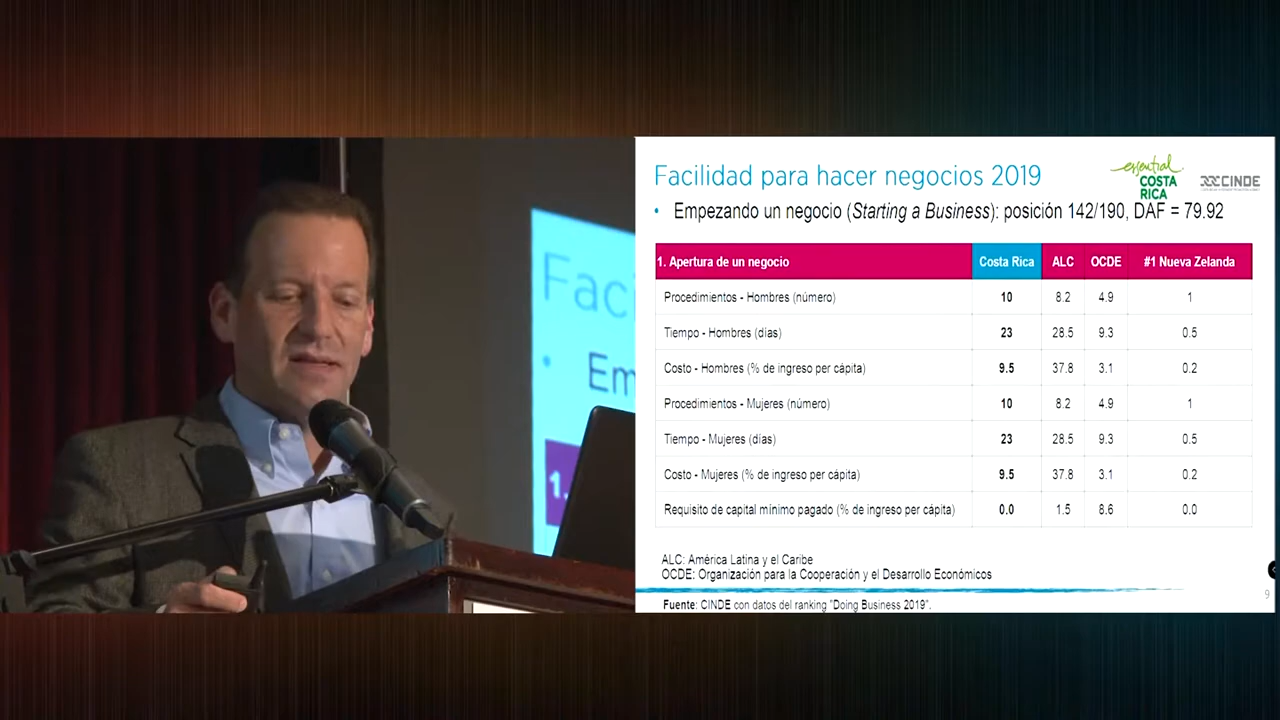 Fac
Em
1.
Facilidad para hacer negocios 2019
essential
COSTA
RICA
CINDE
• Empezando un negocio (Starting a Business): posición 142/190, DAF = 79.92
1. Apertura de un negocio Costa Rica ALC OCDE #1 Nueva Zelanda
Procedimientos - Hombres (número) 10 8.2 4.9 1
Tiempo - Hombres (días) 23 28.5 9.3 0.5
Costo - Hombres (% de ingreso per cápita) 9.5 37.8 3.1 0.2
Procedimientos - Mujeres (número) 10 8.2 4.9 1
Tiempo - Mujeres (días) 23 28.5 9.3 0.5
Costo - Mujeres (% de ingreso per cápita) 9.5 37.8 3.1 0.2
Requisito de capital mínimo pagado (% de ingreso per cápita) 0.0 1.5 8.6 0.0
ALC: América Latina y el Caribe
OCDE: Organización para la Cooperación y el Desarrollo Económicos
Fuente: CINDE con datos del ranking "Doing Business 2019".
9